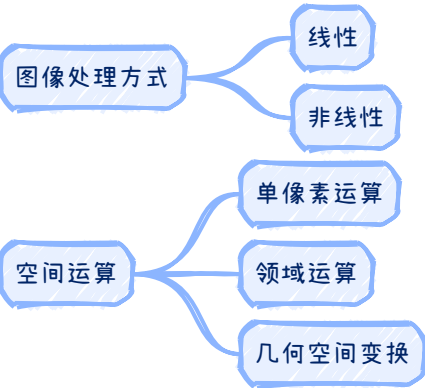 图像处理方式
线性
非线性
空间运算
单像素运算
领域运算
几何空间变换